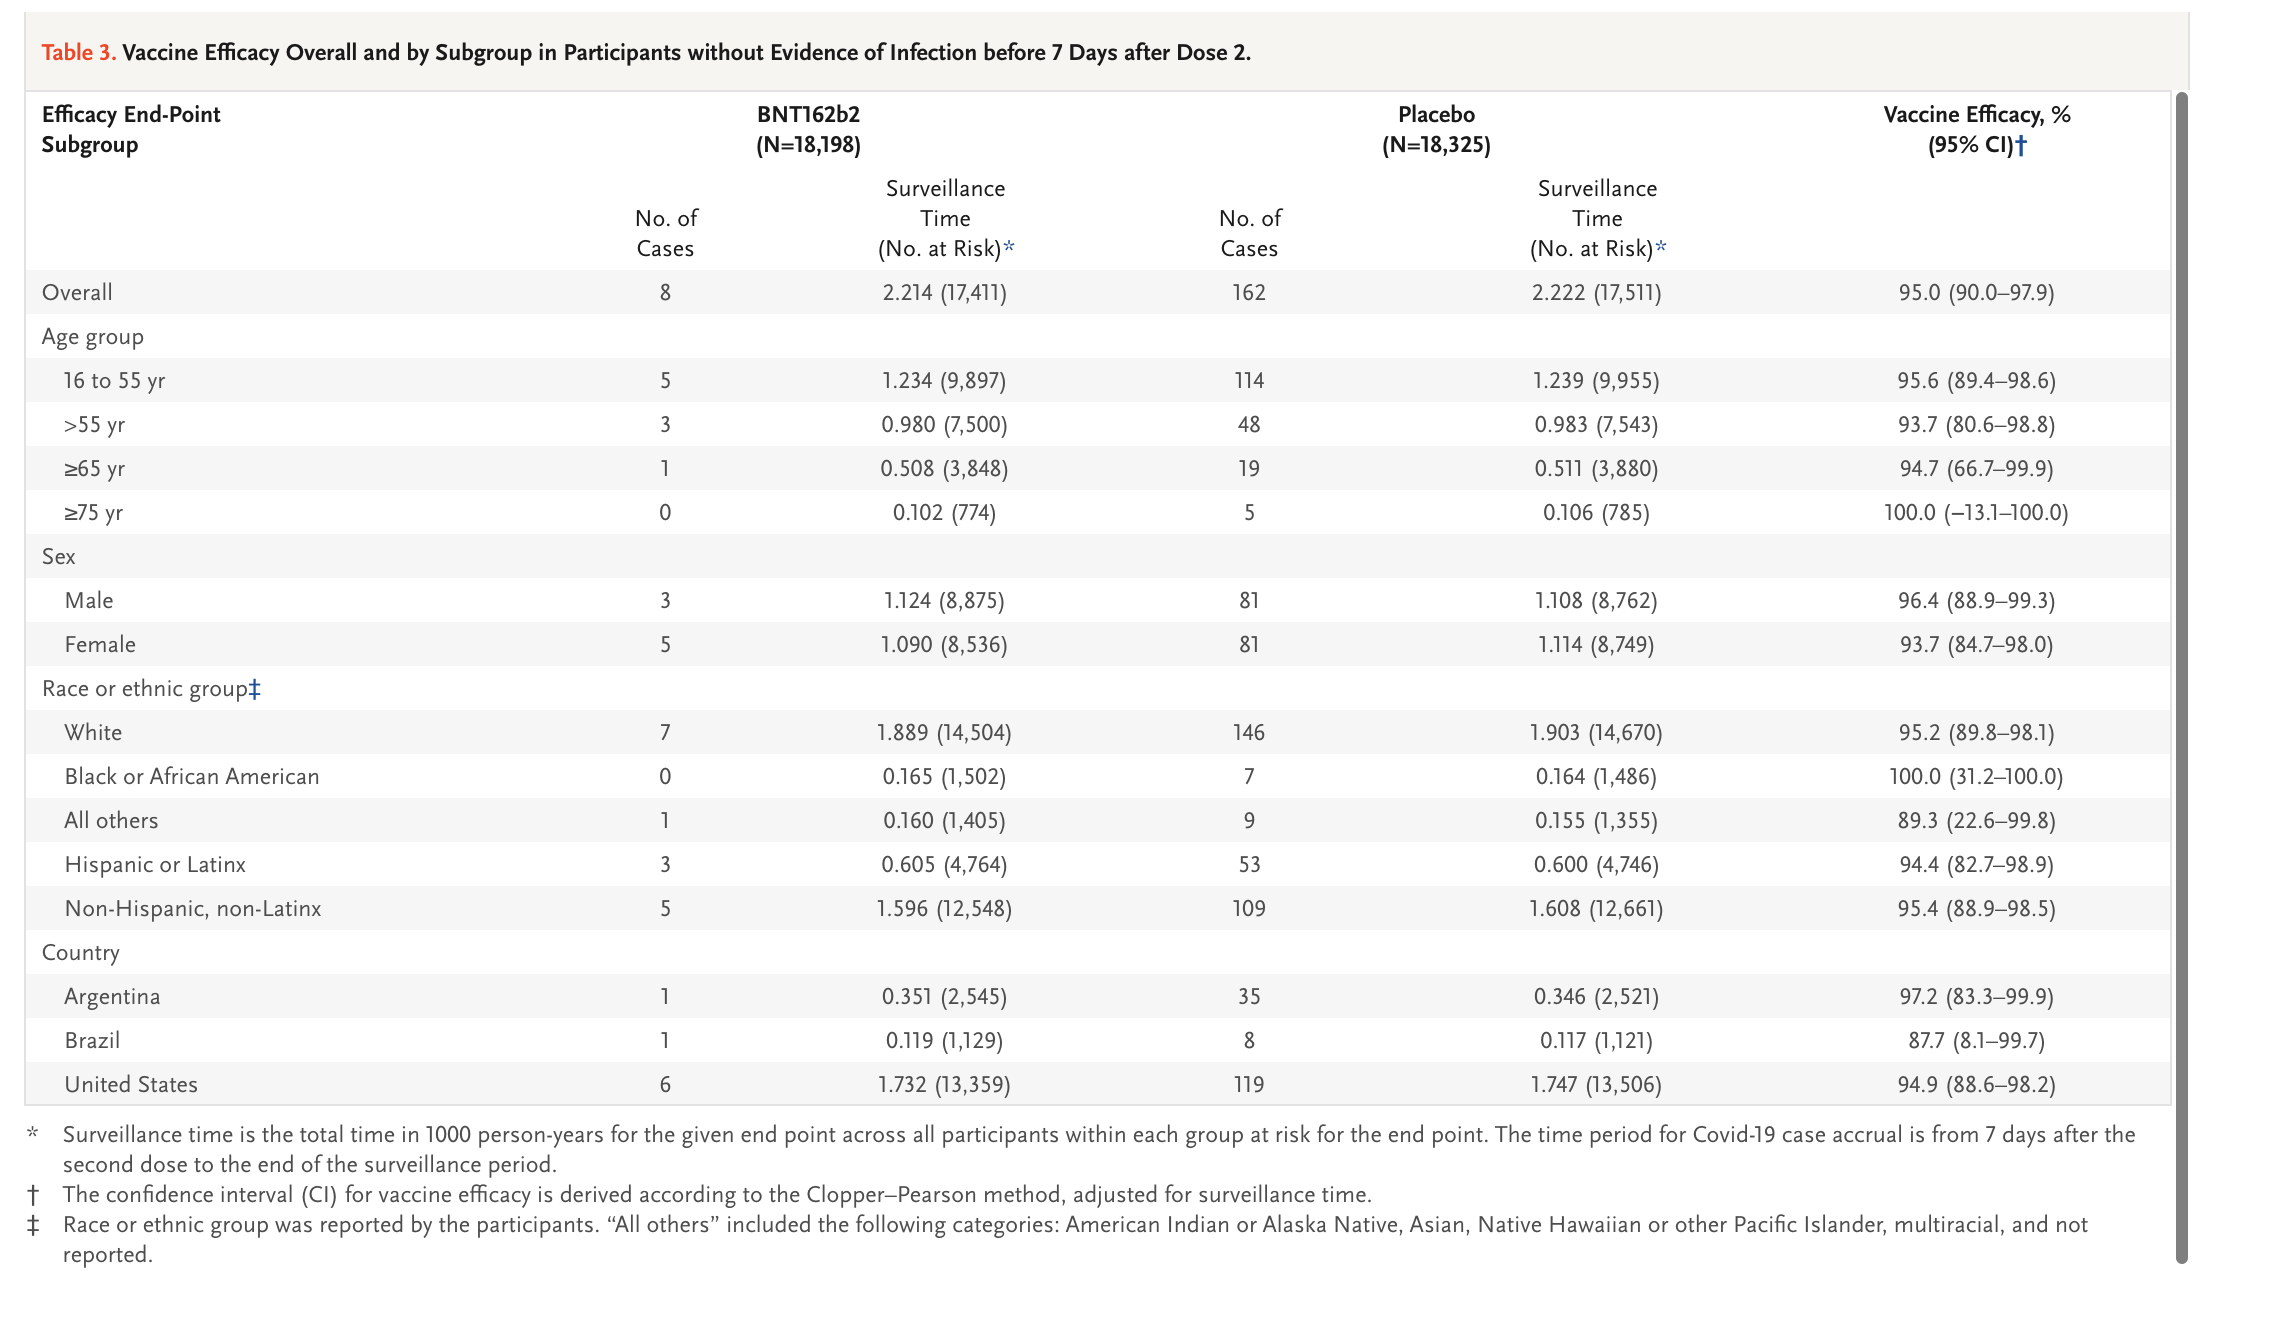 Table 3. Vaccine Efficacy Overall and by Subgroup in Participants without Evidence of Infection before 7 Days after Dose 2.
Efficacy End-Point Subgroup BNT162b2 (N=18,198) Placebo (N=18,325) Vaccine Efficacy, % (95% CI)†
No. of Cases Surveillance Time (No. at Risk)* No. of Cases Surveillance Time (No. at Risk)*
Overall 8 2.214 (17,411) 162 2.222 (17,511) 95.0 (90.0–97.9)
Age group
16 to 55 yr 5 1.234 (9,897) 114 1.239 (9,955) 95.6 (89.4–98.6)
>55 yr 3 0.980 (7,500) 48 0.983 (7,543) 93.7 (80.6–98.8)
≥65 yr 1 0.508 (3,848) 19 0.511 (3,880) 94.7 (66.7–99.9)
≥75 yr 0 0.102 (774) 5 0.106 (785) 100.0 (−13.1–100.0)
Sex
Male 3 1.124 (8,875) 81 1.108 (8,762) 96.4 (88.9–99.3)
Female 5 1.090 (8,536) 81 1.114 (8,749) 93.7 (84.7–98.0)
Race or ethnic group‡
White 7 1.889 (14,504) 146 1.903 (14,670) 95.2 (89.8–98.1)
Black or African American 0 0.165 (1,502) 7 0.164 (1,486) 100.0 (31.2–100.0)
All others 1 0.160 (1,405) 9 0.155 (1,355) 89.3 (22.6–99.8)
Hispanic or Latinx 3 0.605 (4,764) 53 0.600 (4,746) 94.4 (82.7–98.9)
Non-Hispanic, non-Latinx 5 1.596 (12,548) 109 1.608 (12,661) 95.4 (88.9–98.5)
Country
Argentina 1 0.351 (2,545) 35 0.346 (2,521) 97.2 (83.3–99.9)
Brazil 1 0.119 (1,129) 8 0.117 (1,121) 87.7 (8.1–99.7)
United States 6 1.732 (13,359) 119 1.747 (13,506) 94.9 (88.6–98.2)
* Surveillance time is the total time in 1000 person-years for the given end point across all participants within each group at risk for the end point. The time period for Covid-19 case accrual is from 7 days after the
second dose to the end of the surveillance period.
† The confidence interval (CI) for vaccine efficacy is derived according to the Clopper–Pearson method, adjusted for surveillance time.
‡ Race or ethnic group was reported by the participants. “All others” included the following categories: American Indian or Alaska Native, Asian, Native Hawaiian or other Pacific Islander, multiracial, and not
reported.